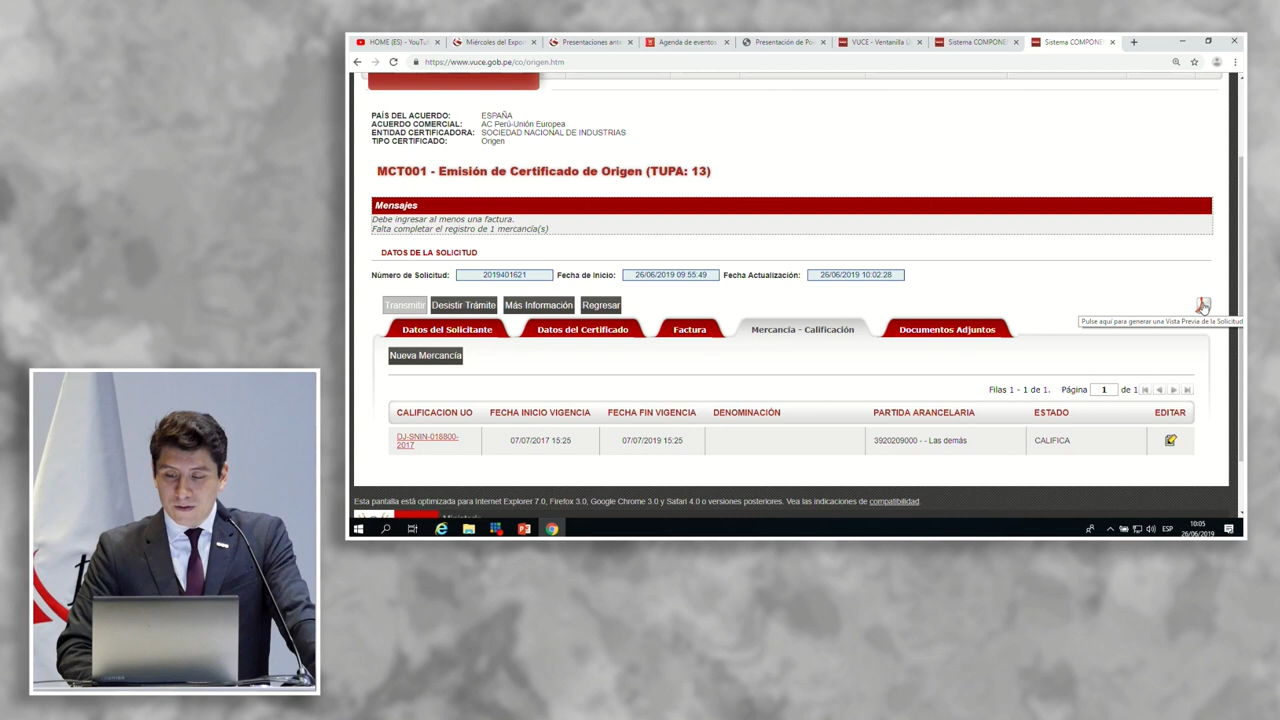 HOME (ES) - YouTu
Miércoles del Expo
Presentaciones ante
Agenda de eventos
Presentación de Po
VUCE - Ventanilla U
Sistema COMPONE
Sistema COMPONE
https://www.vuce.gob.pe/co/origen.htm
PAÍS DEL ACUERDO: ESPAÑA
ACUERDO COMERCIAL: AC Perú-Unión Europea
ENTIDAD CERTIFICADORA: SOCIEDAD NACIONAL DE INDUSTRIAS
TIPO CERTIFICADO: Origen
MCT001 - Emisión de Certificado de Origen (TUPA: 13)
Mensajes
Debe ingresar al menos una factura.
Falta completar el registro de 1 mercancía(s)
DATOS DE LA SOLICITUD
Número de Solicitud: 2019401621 Fecha de Inicio: 26/06/2019 09:55:49 Fecha Actualización: 26/06/2019 10:02:28
Transmitir Desistir Trámite Más Información Regresar
Pulse aquí para generar una Vista Previa de la Solicitud
Datos del Solicitante Datos del Certificado Factura Mercancía - Calificación Documentos Adjuntos
Nueva Mercancía
Filas 1 - 1 de 1. Página 1 de 1
CALIFICACION UO FECHA INICIO VIGENCIA FECHA FIN VIGENCIA DENOMINACIÓN PARTIDA ARANCELARIA ESTADO EDITAR
DJ-SNIN-018800-
2017
07/07/2017 15:25 07/07/2019 15:25 3920209000 - - Las demás CALIFICA
Esta pantalla está optimizada para Internet Explorer 7.0, Firefox 3.0, Google Chrome 3.0 y Safari 4.0 o versiones posteriores. Vea las indicaciones de compatibilidad.
ESP
10:05
26/06/2019